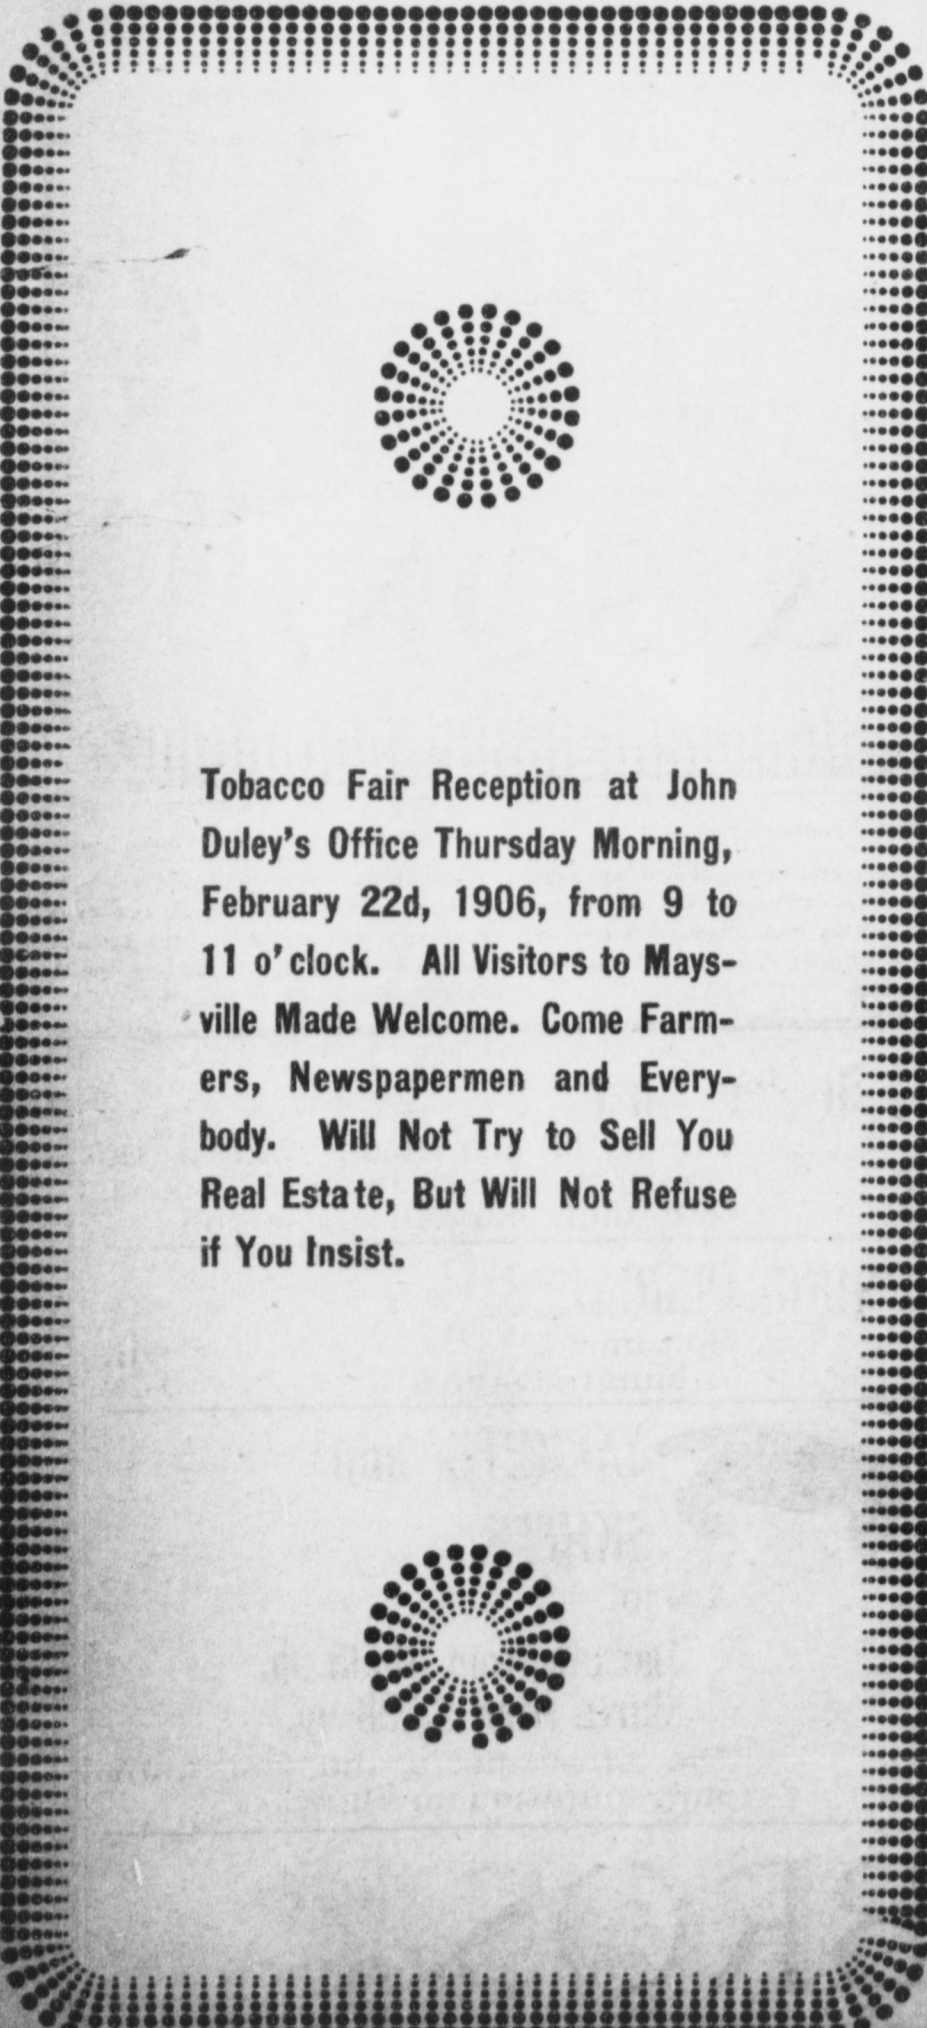 Tobacco Fair Reception at John
Duley's Office Thursday Morning,
February 22d, 1906, from 9 to
11 o'clock. All Visitors to Mays-
ville Made Welcome. Come Farm-
ers, Newspapermen and Every-
body. Will Not Try to Sell You
Real Estate, But Will Not Refuse
if You Insist.